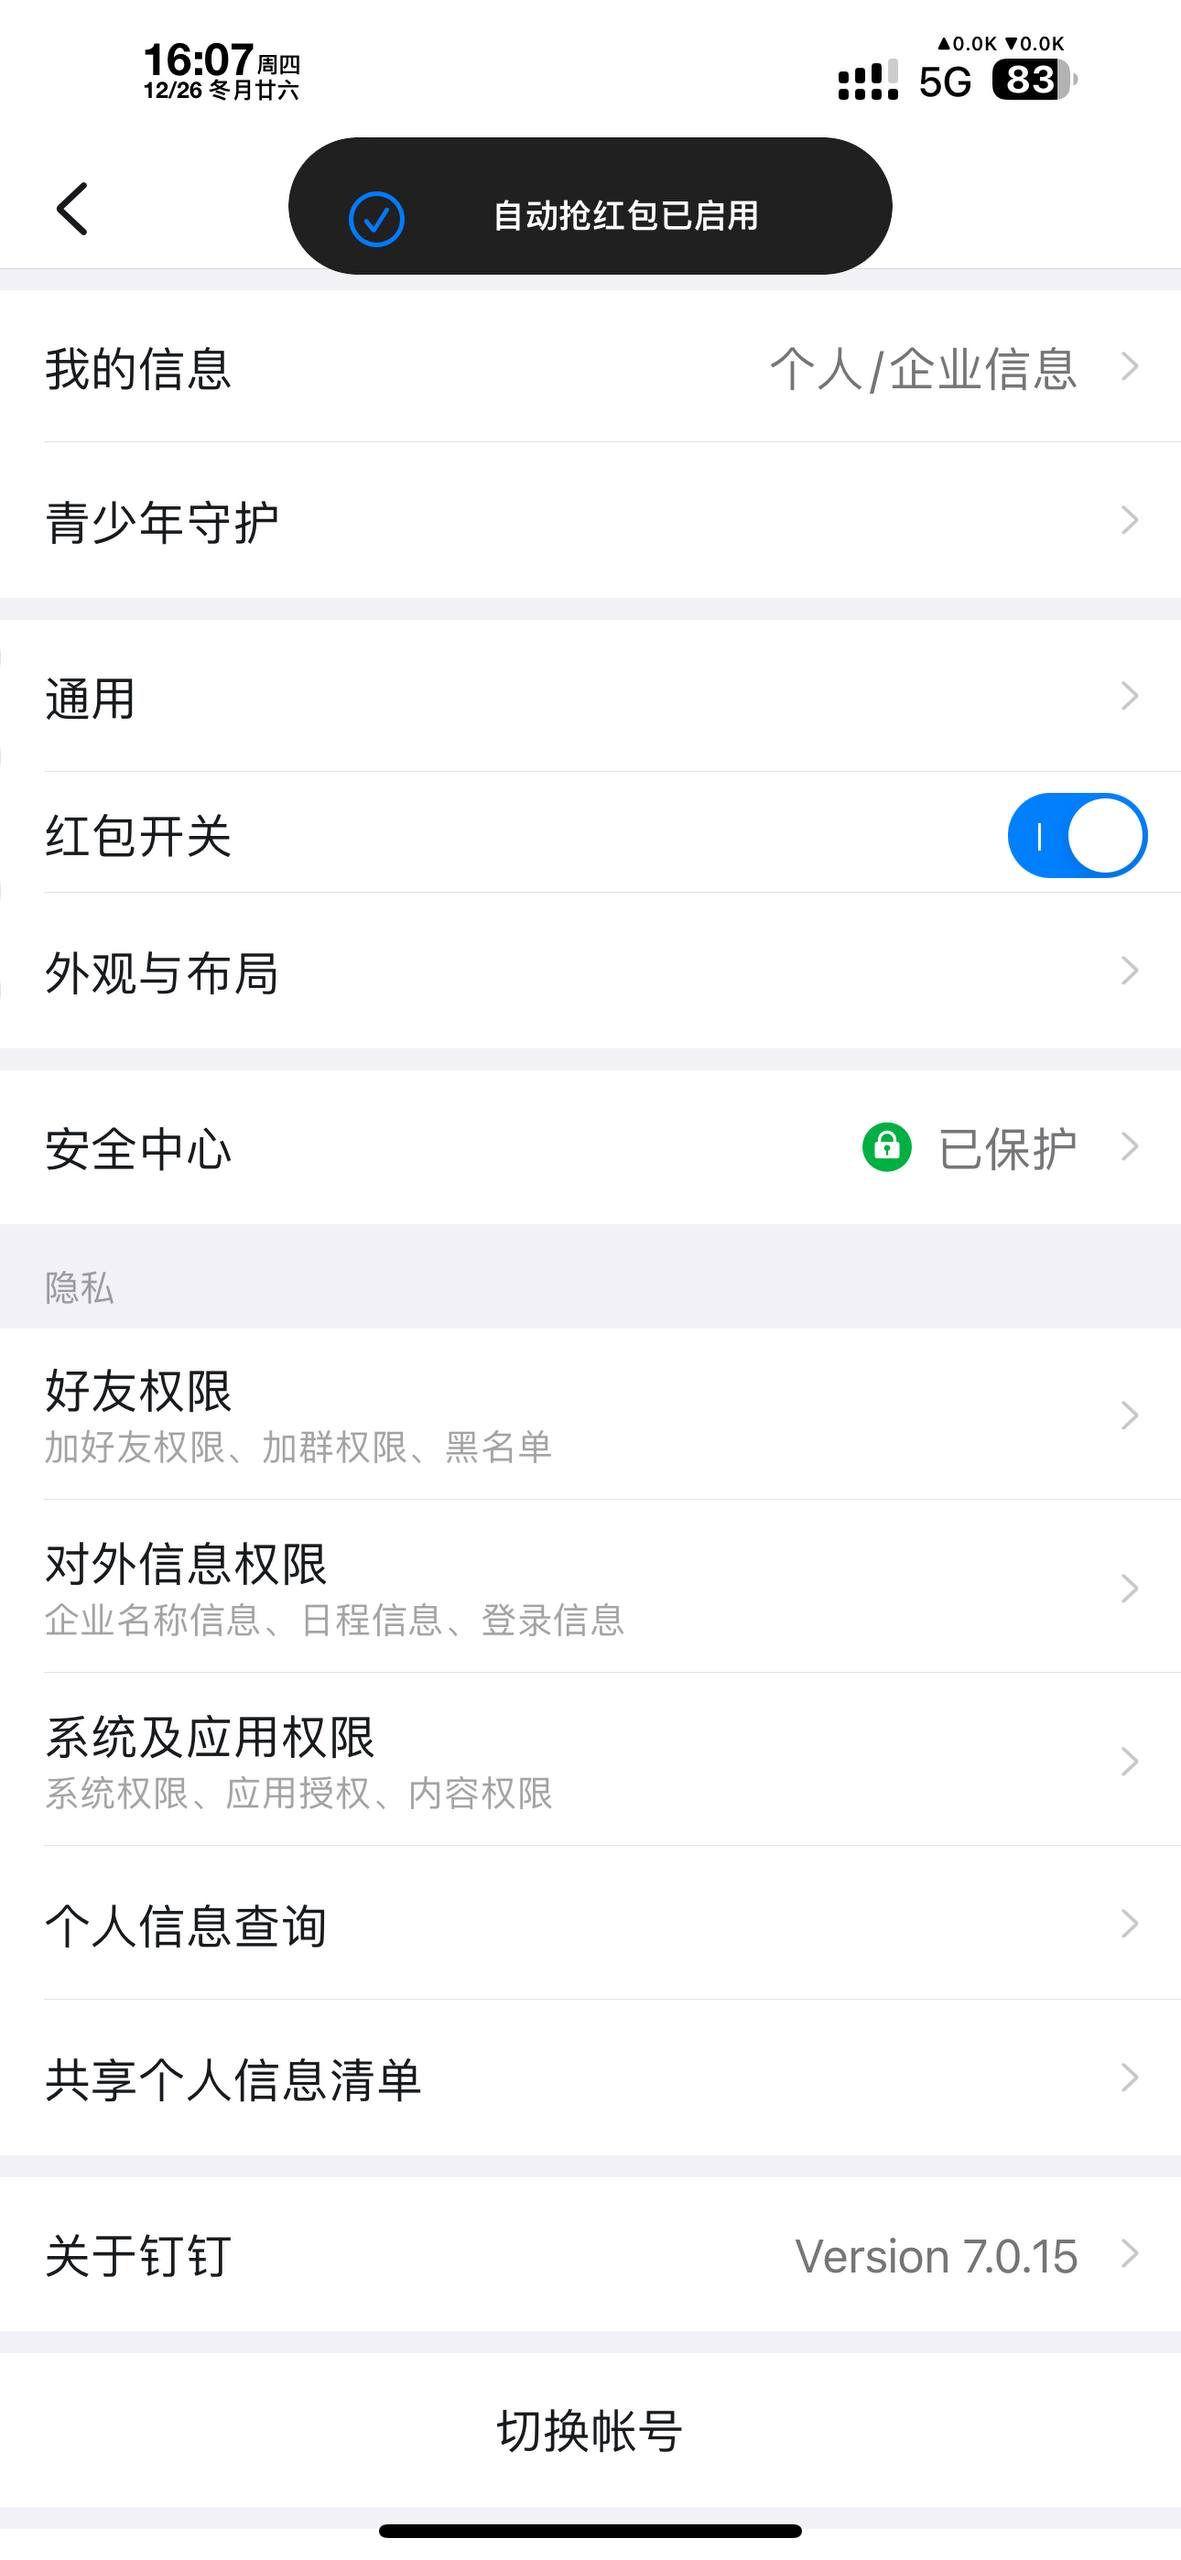 ▲0.0K ▼0.0K
16:07 周四
12/26 冬月廿六
5G 83
自动抢红包已启用
我的信息 个人/企业信息
青少年守护
通用
红包开关
外观与布局
安全中心 已保护
隐私
好友权限
加好友权限、加群权限、黑名单
对外信息权限
企业名称信息、日程信息、登录信息
系统及应用权限
系统权限、应用授权、内容权限
个人信息查询
共享个人信息清单
关于钉钉 Version 7.0.15
切换帐号